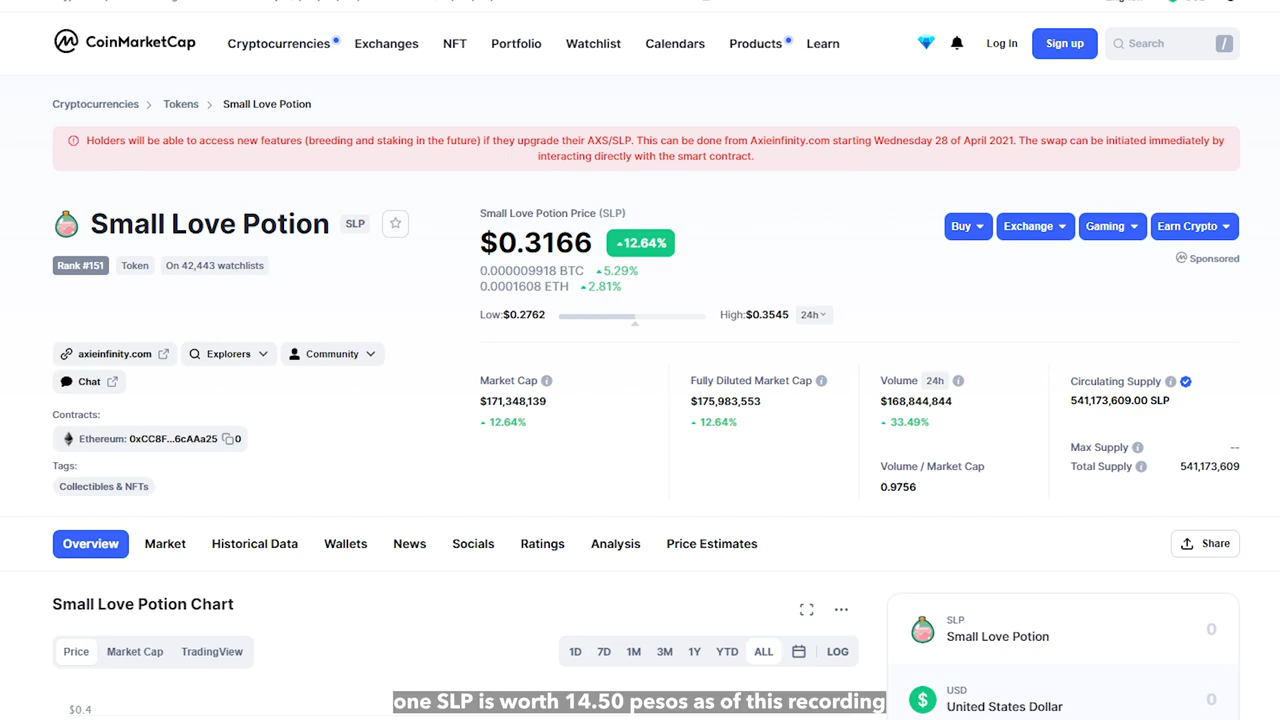 CoinMarketCap
Cryptocurrencies Exchanges NFT Portfolio Watchlist Calendars Products Learn
Log In Sign up Search /
Cryptocurrencies Tokens Small Love Potion
Holders will be able to access new features (breeding and staking in the future) if they upgrade their AXS/SLP. This can be done from Axieinfinity.com starting Wednesday 28 of April 2021. The swap can be initiated immediately by
interacting directly with the smart contract.
Small Love Potion SLP
Rank #151 Token On 42,443 watchlists
Small Love Potion Price (SLP)
$0.3166 12.64%
0.000009918 BTC 5.29%
0.0001608 ETH 2.81%
Low:$0.2762 High:$0.3545 24h
Buy Exchange Gaming Earn Crypto
Sponsored
axieinfinity.com Explorers Community
Chat
Contracts:
Ethereum: 0xCC8F...6cAAa25 0
Tags:
Collectibles & NFTs
Market Cap
$171,348,139
12.64%
Fully Diluted Market Cap
$175,983,553
12.64%
Volume 24h
$168,844,844
33.49%
Volume / Market Cap
0.9756
Circulating Supply
541,173,609.00 SLP
Max Supply --
Total Supply 541,173,609
Overview Market Historical Data Wallets News Socials Ratings Analysis Price Estimates
Share
Small Love Potion Chart
Price Market Cap TradingView
1D 7D 1M 3M 1Y YTD ALL LOG
$0.4
SLP
Small Love Potion 0
USD
United States Dollar 0
one SLP is worth 14.50 pesos as of this recording